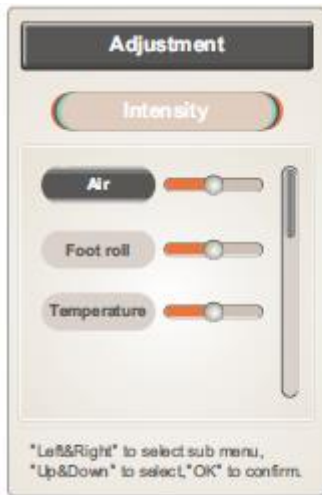 Adjustment
Intensity
Air
Foot roll
Temperature
"Left&Right" to select sub menu,
"Up&Down" to select,"OK" to confirm.